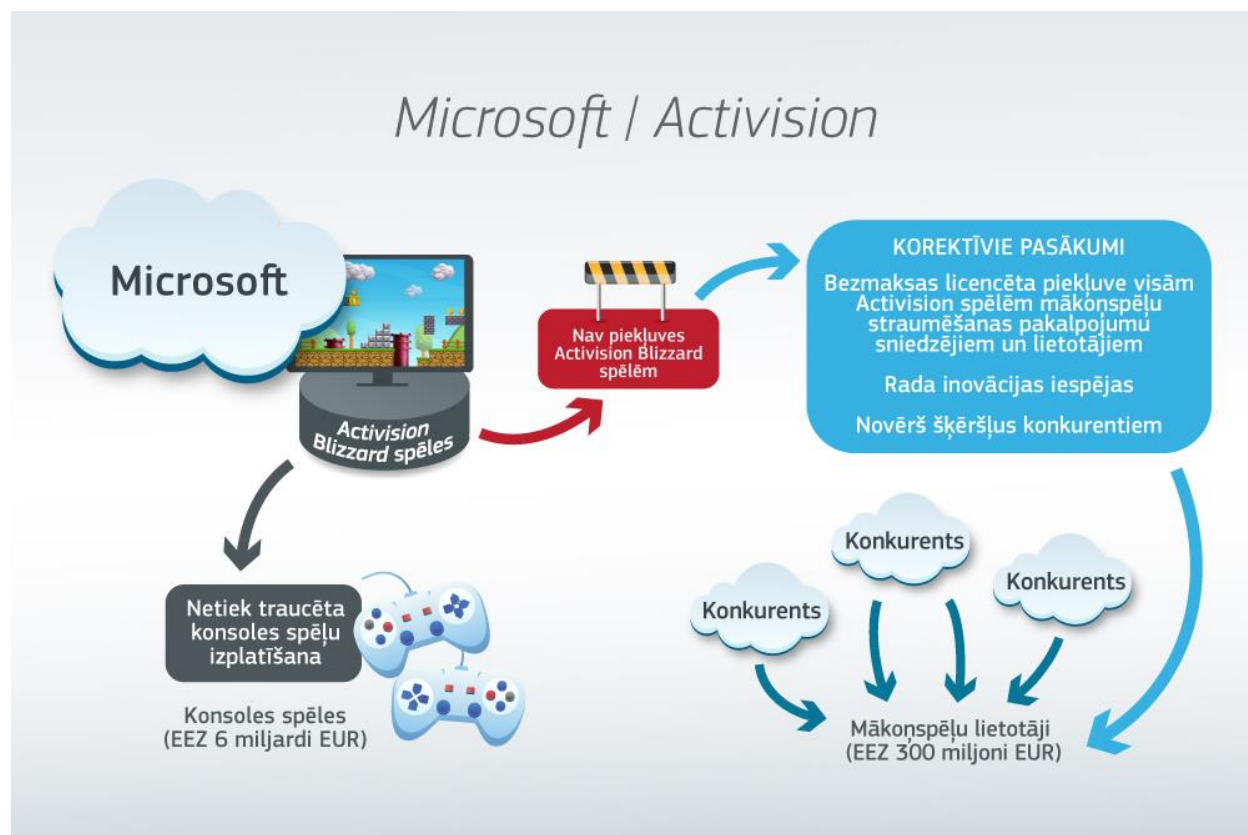 Microsoft / Activision
Microsoft
Activision
Blizzard spēles
Nav piekļuves
Activision Blizzard
spēlēm
KOREKTĪVIE PASĀKUMI
Bezmaksas licencēta piekļuve visām
Activision spēlēm mākoņspēļu
straumēšanas pakalpojumu
sniedzējiem un lietotājiem
Rada inovācijas iespējas
Novērš šķēršļus konkurentiem
Netiek traucēta
konsoles spēļu
izplatīšana
Konsoles spēles
(EEZ 6 miljardi EUR)
Konkurents
Konkurents
Konkurents
Mākoņspēļu lietotāji
(EEZ 300 miljoni EUR)